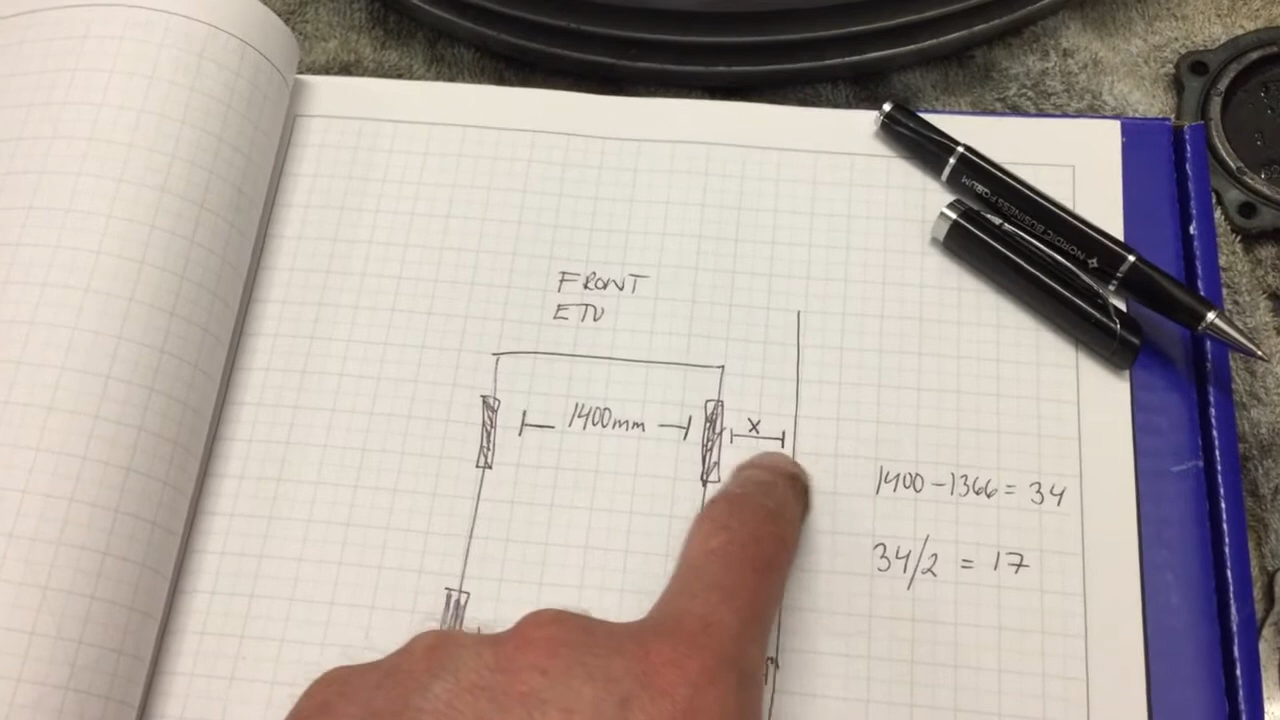 FRONT
ETU
1400mm
x
1400-1366=34
34/2 = 17
NORDIC BUSINESS FORUM